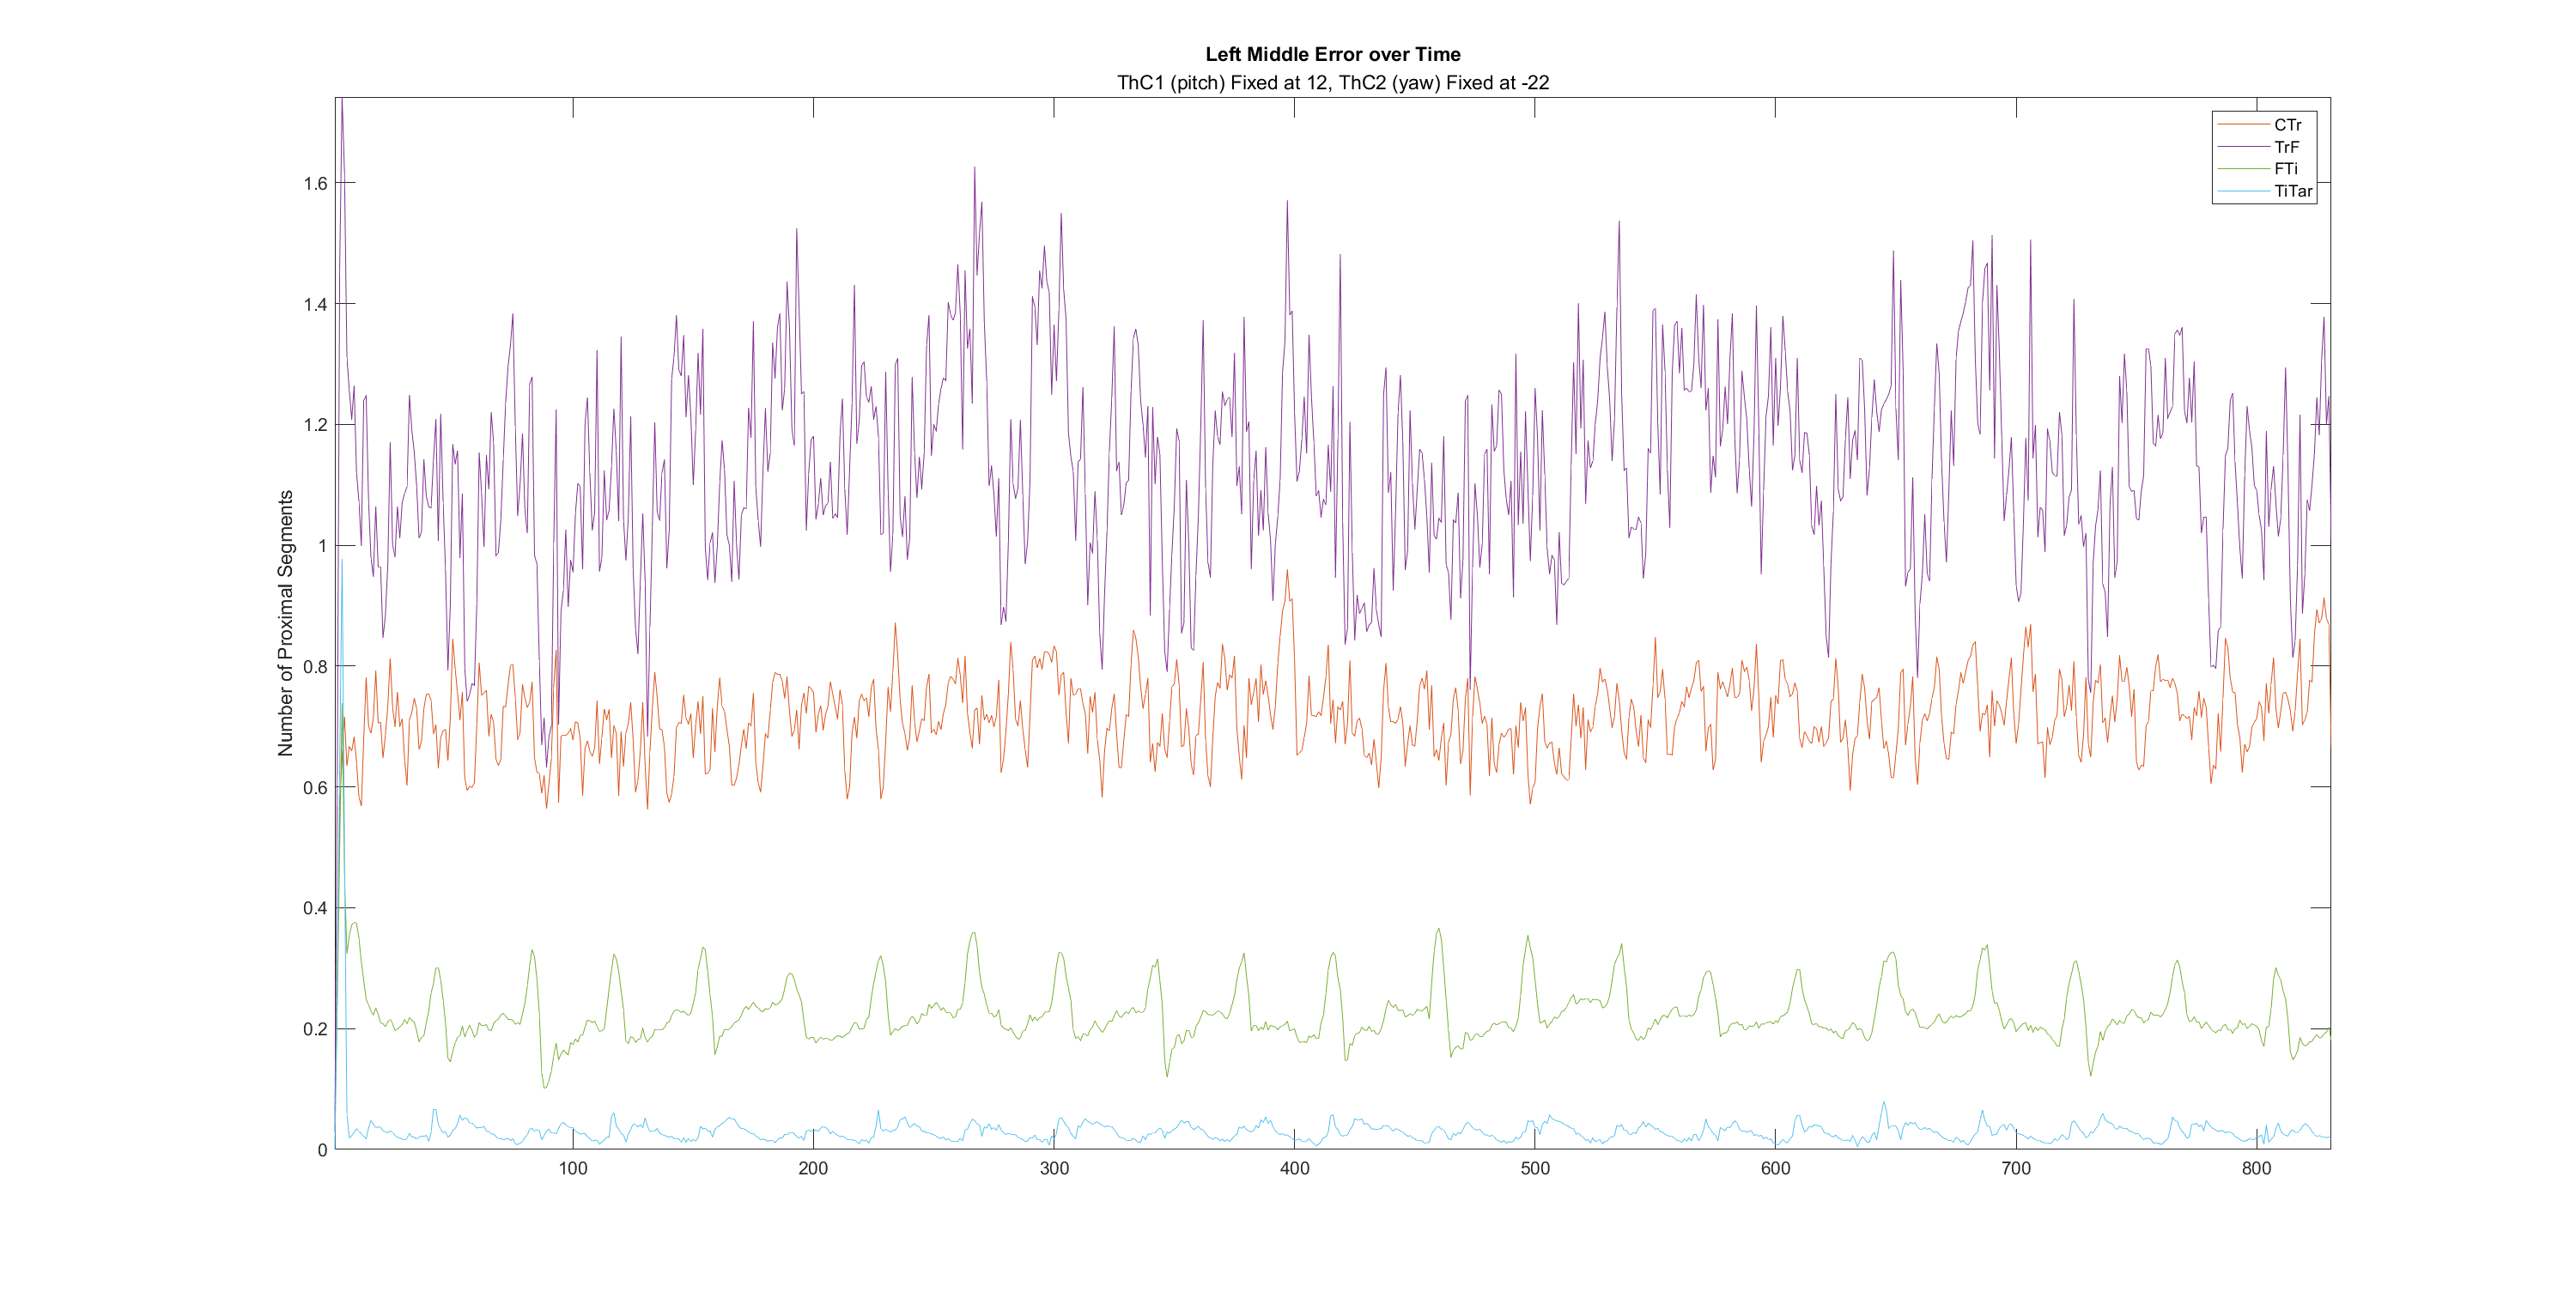 Left Middle Error over Time
ThC1 (pitch) Fixed at 12, ThC2 (yaw) Fixed at -22
CTr
TrF
FTi
TiTar
Number of Proximal Segments
1.6
1.4
1.2
1
0.8
0.6
0.4
0.2
0
100 200 300 400 500 600 700 800